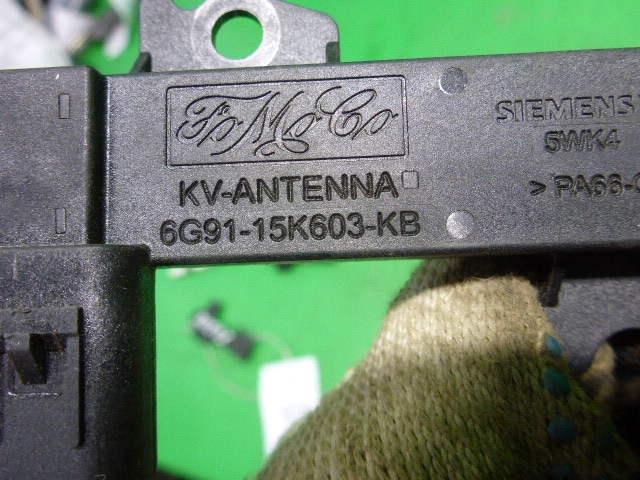 FoMoCo
KV-ANTENNA
6G91-15K603-KB
SIEMENS
5WK4
> PA66-